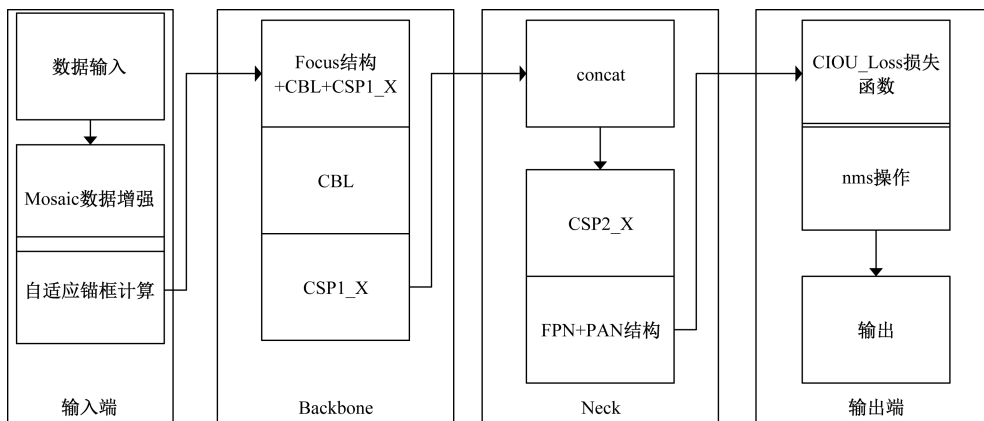 数据输入
Mosaic数据增强
自适应锚框计算
输入端
Focus结构
+CBL+CSP1_X
CBL
CSP1_X
Backbone
concat
CSP2_X
FPN+PAN结构
Neck
CIOU_Loss损失
函数
nms操作
输出
输出端